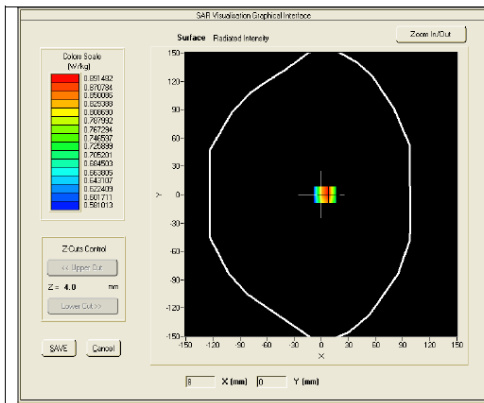 SAR Visualisation Graphical Interface
Surface Radiated Intensity
Zoom In/Out
Colors Scale
(W/kg)
0.891482
0.870784
0.850086
0.829388
0.808690
0.787992
0.767294
0.746597
0.725899
0.705201
0.684503
0.663805
0.643107
0.622409
0.601711
0.581013
150
120
90
60
30
0
-30
-60
-90
-120
-150
Y
-150 -120 -90 -60 -30 0 30 60 90 120 150
X
Z Cuts Control
<< Upper Cut
Z = 4.0 mm
Lower Cut >>
SAVE Cancel
8 X (mm) 0 Y (mm)